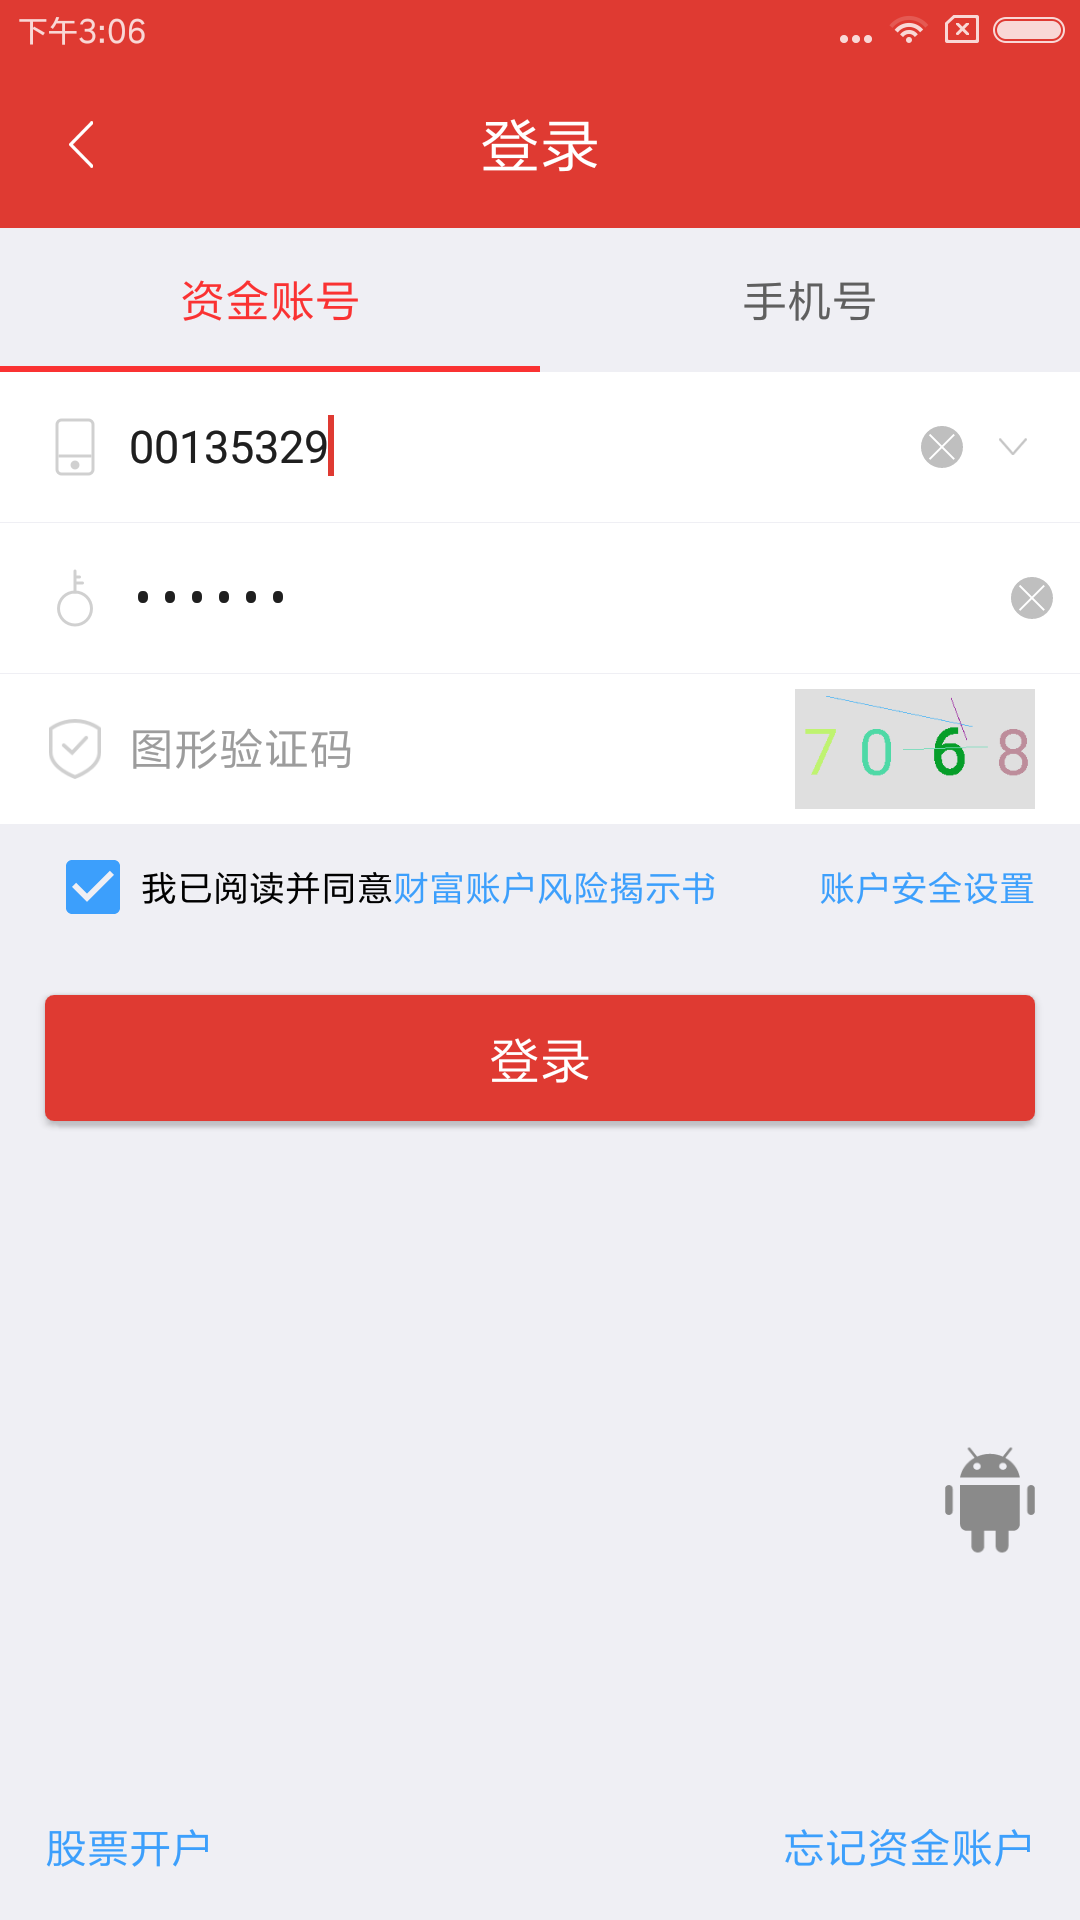 下午3:06
登录
资金账号
手机号
00135329
••••••
图形验证码
7068
我已阅读并同意财富账户风险揭示书
账户安全设置
登录
股票开户
忘记资金账户